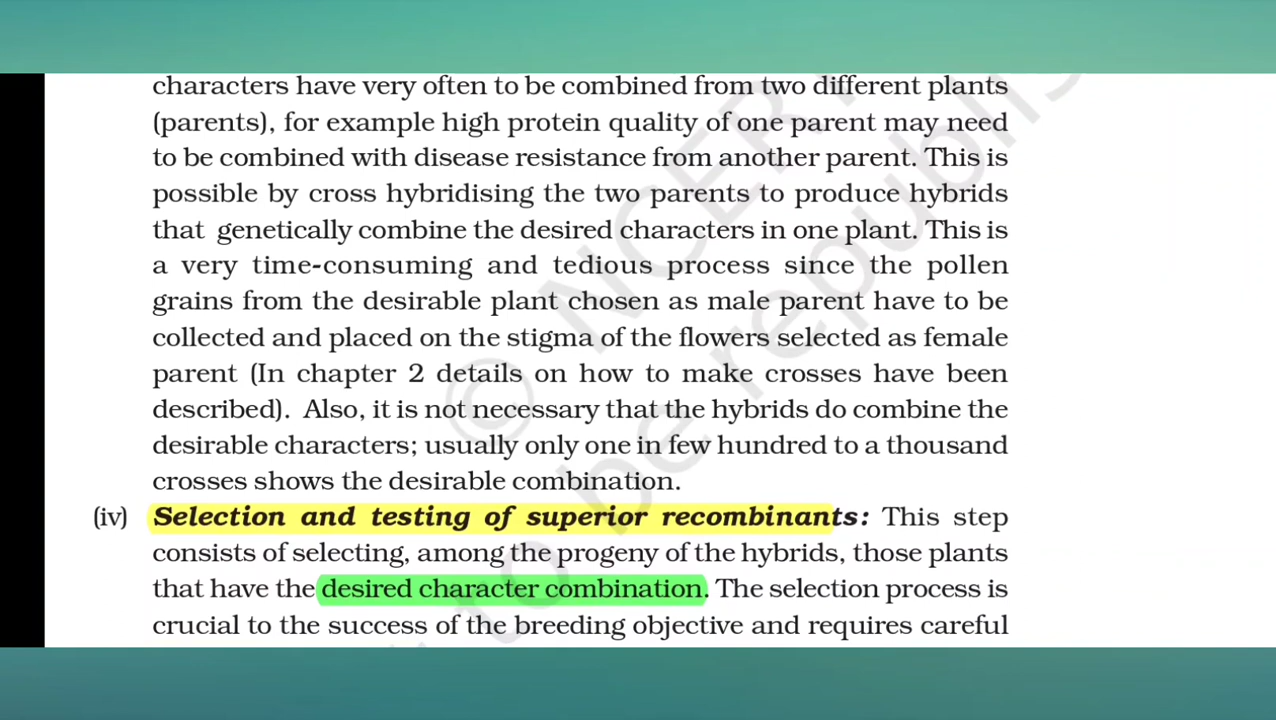 characters have very often to be combined from two different plants
(parents), for example high protein quality of one parent may need
to be combined with disease resistance from another parent. This is
possible by cross hybridising the two parents to produce hybrids
that genetically combine the desired characters in one plant. This is
a very time-consuming and tedious process since the pollen
grains from the desirable plant chosen as male parent have to be
collected and placed on the stigma of the flowers selected as female
parent (In chapter 2 details on how to make crosses have been
described). Also, it is not necessary that the hybrids do combine the
desirable characters; usually only one in few hundred to a thousand
crosses shows the desirable combination.
(iv) Selection and testing of superior recombinants: This step
consists of selecting, among the progeny of the hybrids, those plants
that have the desired character combination. The selection process is
crucial to the success of the breeding objective and requires careful